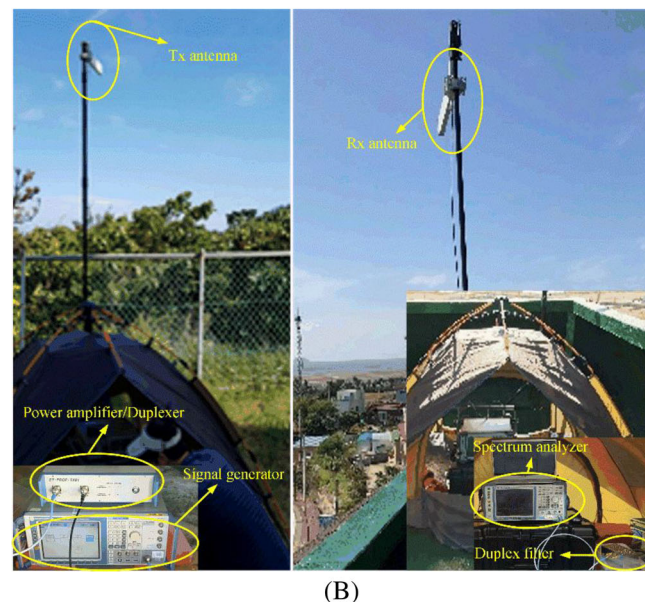 Tx antenna
Rx antenna
Power amplifier/Duplexer
Signal generator
Spectrum analyzer
Duplex filter
(B)